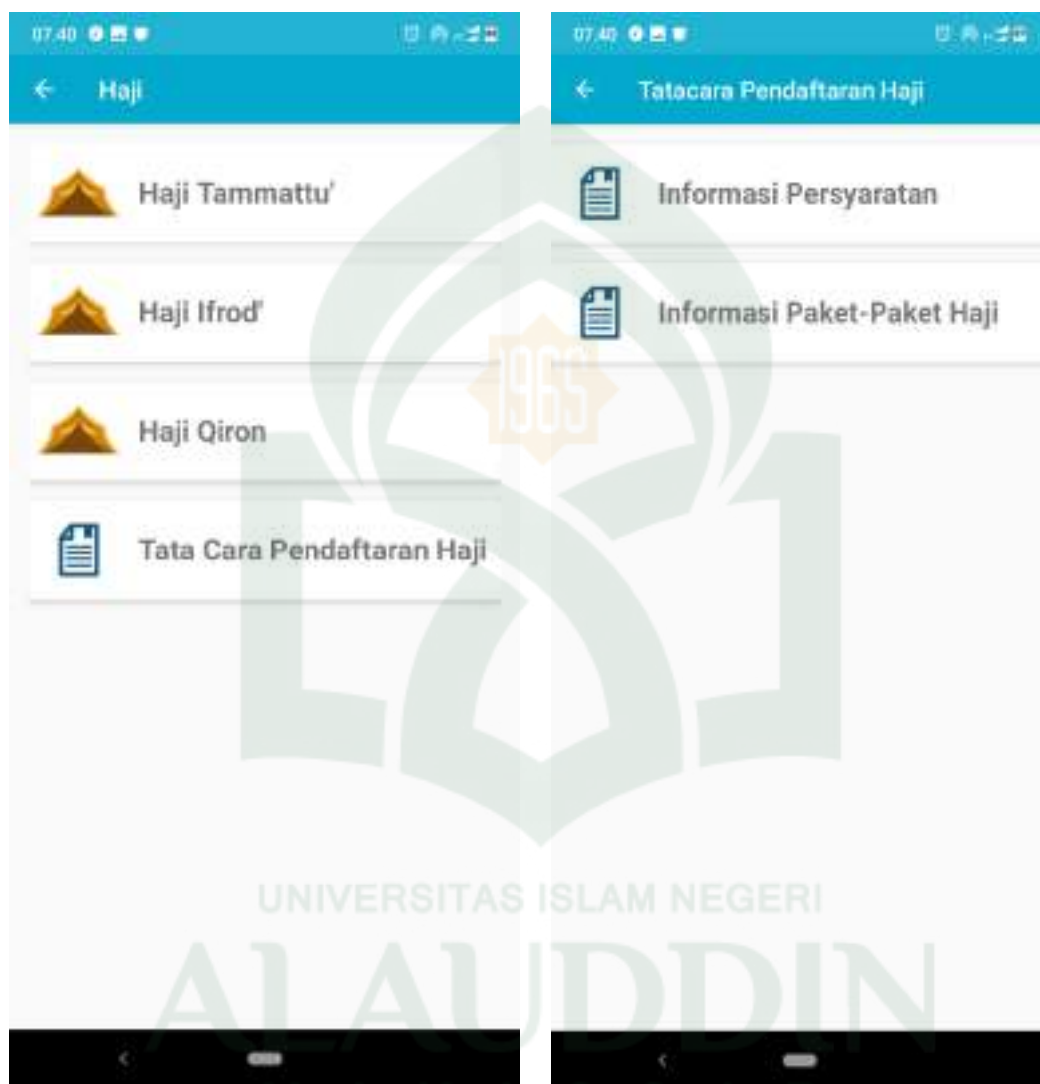 07.40
Haji
Haji Tammattu'
Haji Ifrod'
Haji Qiron
Tata Cara Pendaftaran Haji
07.40
Tatacara Pendaftaran Haji
Informasi Persyaratan
Informasi Paket-Paket Haji
1965
UNIVERSITAS ISLAM NEGERI
ALAUDDIN